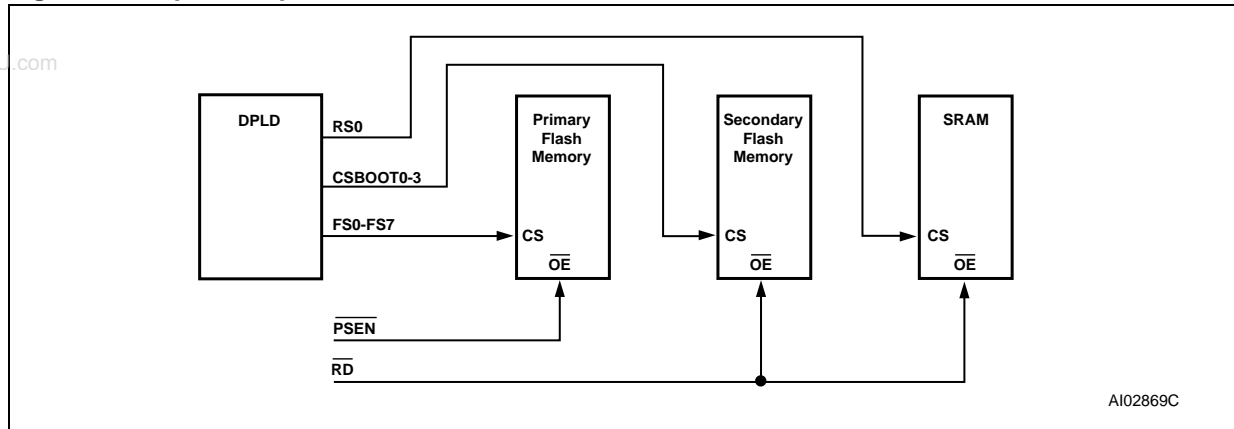 .com
DPLD
RS0
CSBOOT0-3
FS0-FS7
Primary
Flash
Memory
CS
OE
Secondary
Flash
Memory
CS
OE
SRAM
CS
OE
PSEN
RD
AI02869C